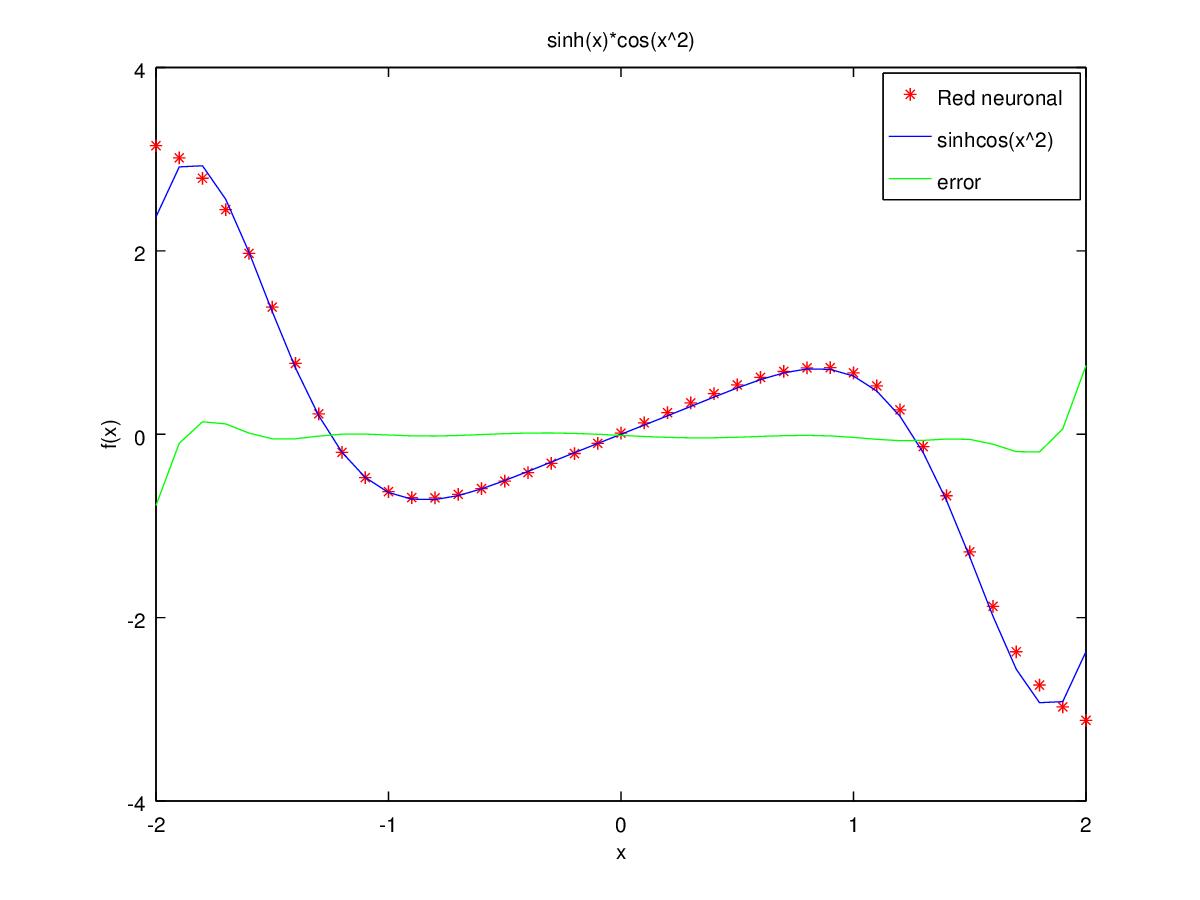 sinh(x)*cos(x^2)
4
2
0
-2
-4
f(x)
Red neuronal
sinhcos(x^2)
error
-2
-1
0
1
2
x